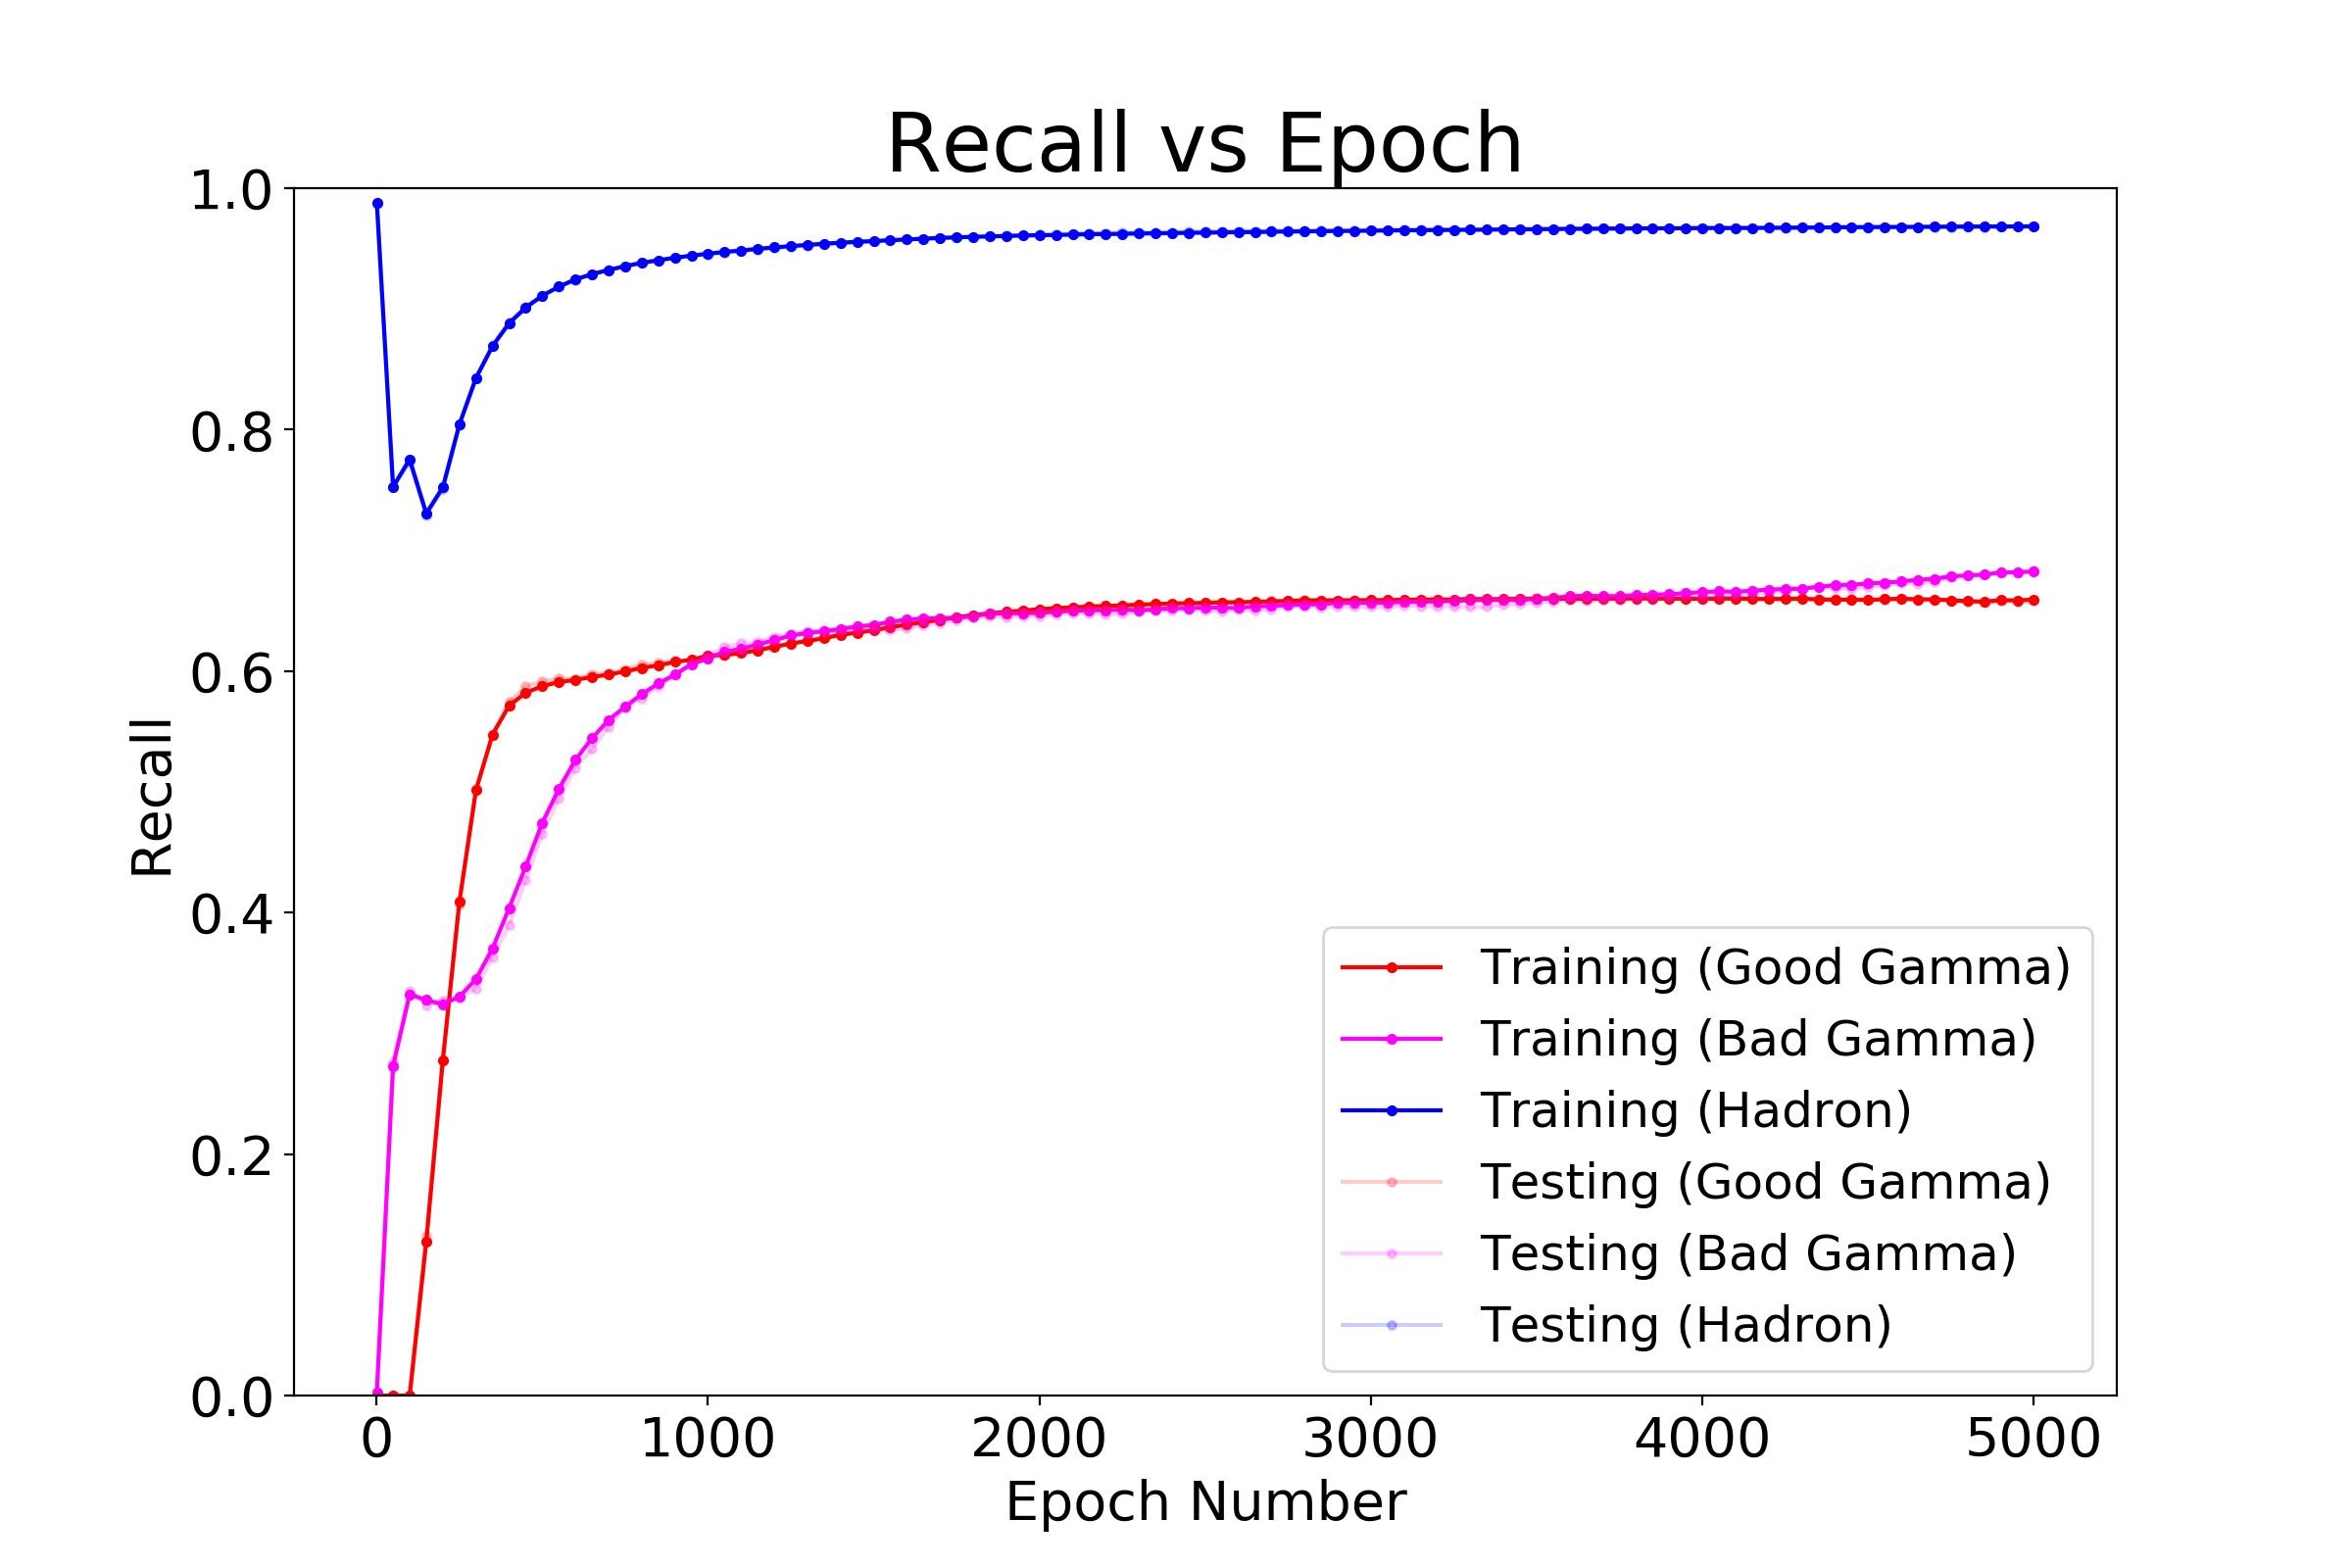 Recall vs Epoch
1.0
0.8
0.6
0.4
0.2
0.0
Recall
0 1000 2000 3000 4000 5000
Epoch Number
Training (Good Gamma)
Training (Bad Gamma)
Training (Hadron)
Testing (Good Gamma)
Testing (Bad Gamma)
Testing (Hadron)